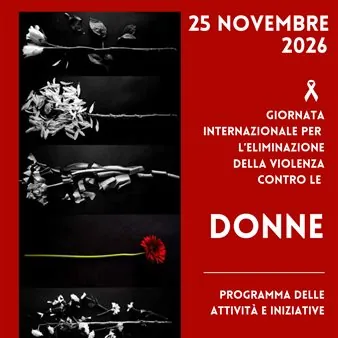 25 NOVEMBRE
2026
GIORNATA
INTERNAZIONALE PER
L'ELIMINAZIONE
DELLA VIOLENZA
CONTRO LE
DONNE
PROGRAMMA DELLE
ATTIVITÀ E INIZIATIVE